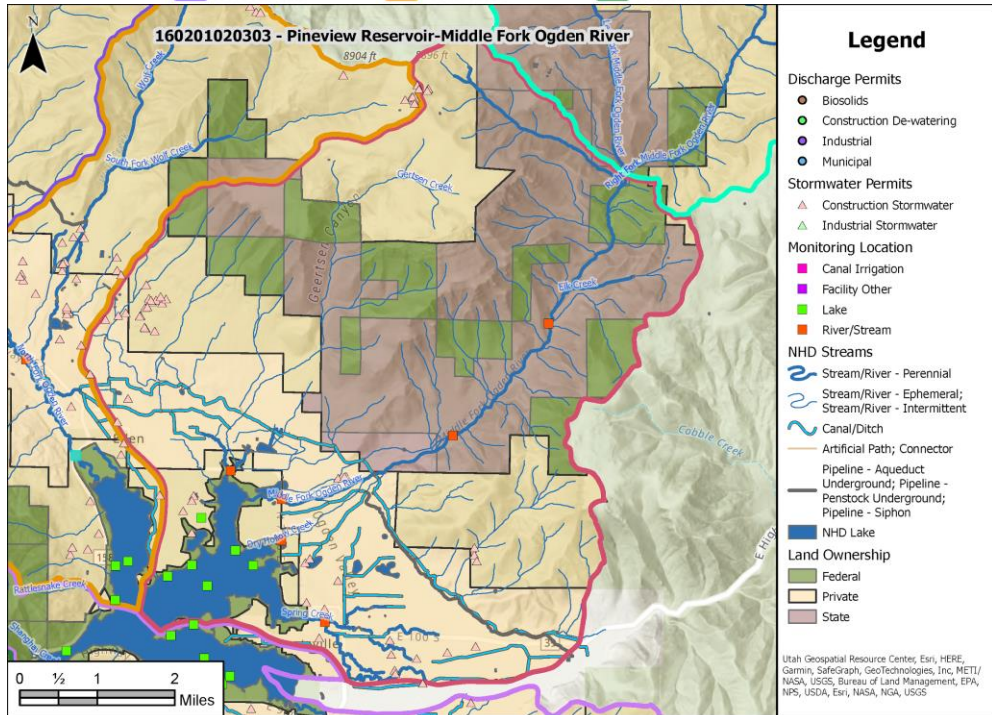 160201020303 - Pineview Reservoir-Middle Fork Ogden River
N
8904 ft
Wolf Creek
South Fork Wolf Creek
Gertsen Creek
Geertsen Canyon
Right Fork Middle Fork Ogden River
Elk Creek
Middle Fork Ogden
North Fork Ogden River
Eden
Cobble Creek
Middle Fork Ogden River
Ogden Valley
Rattlesnake Creek
Spring Creek
E 100 S
0 ½ 1 2
Miles
Legend
Discharge Permits
Biosolids
Construction De-watering
Industrial
Municipal
Stormwater Permits
Construction Stormwater
Industrial Stormwater
Monitoring Location
Canal Irrigation
Facility Other
Lake
River/Stream
NHD Streams
Stream/River - Perennial
Stream/River - Ephemeral;
Stream/River - Intermittent
Canal/Ditch
Artificial Path; Connector
Pipeline - Aqueduct
Underground; Pipeline -
Penstock Underground;
Pipeline - Siphon
NHD Lake
Land Ownership
Federal
Private
State
Utah Geospatial Resource Center, Esri, HERE,
Garmin, SafeGraph, GeoTechnologies, Inc, METI/
NASA, USGS, Bureau of Land Management, EPA,
NPS, USDA, Esri, NASA, NGA, USGS